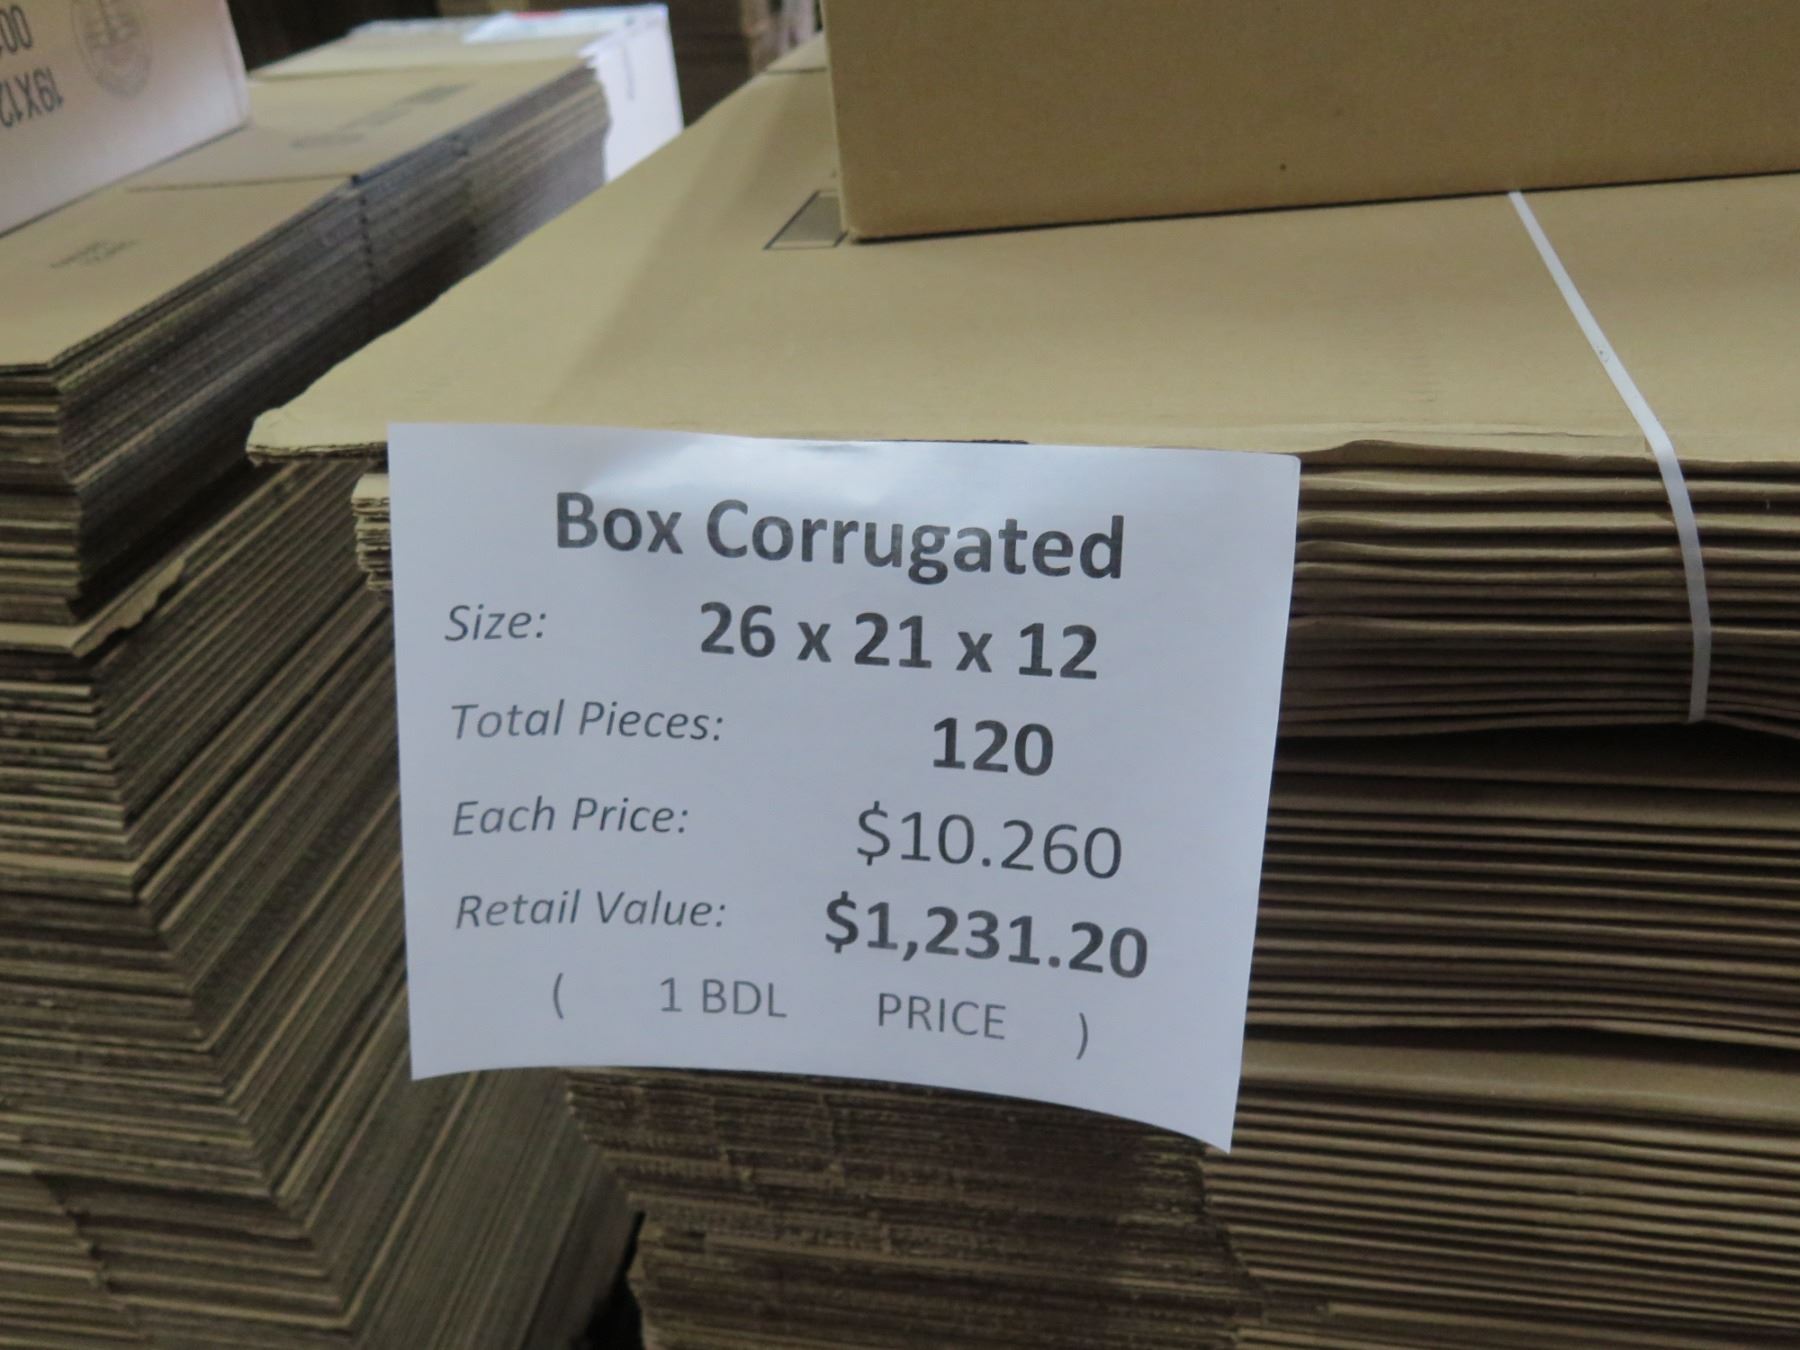 Box Corrugated
Size: 26 x 21 x 12
Total Pieces: 120
Each Price: $10.260
Retail Value: $1,231.20
( 1 BDL PRICE )